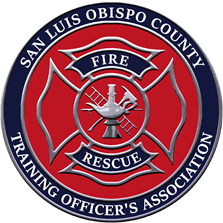 SAN LUIS OBISPO COUNTY
FIRE
RESCUE
TRAINING OFFICER'S ASSOCIATION